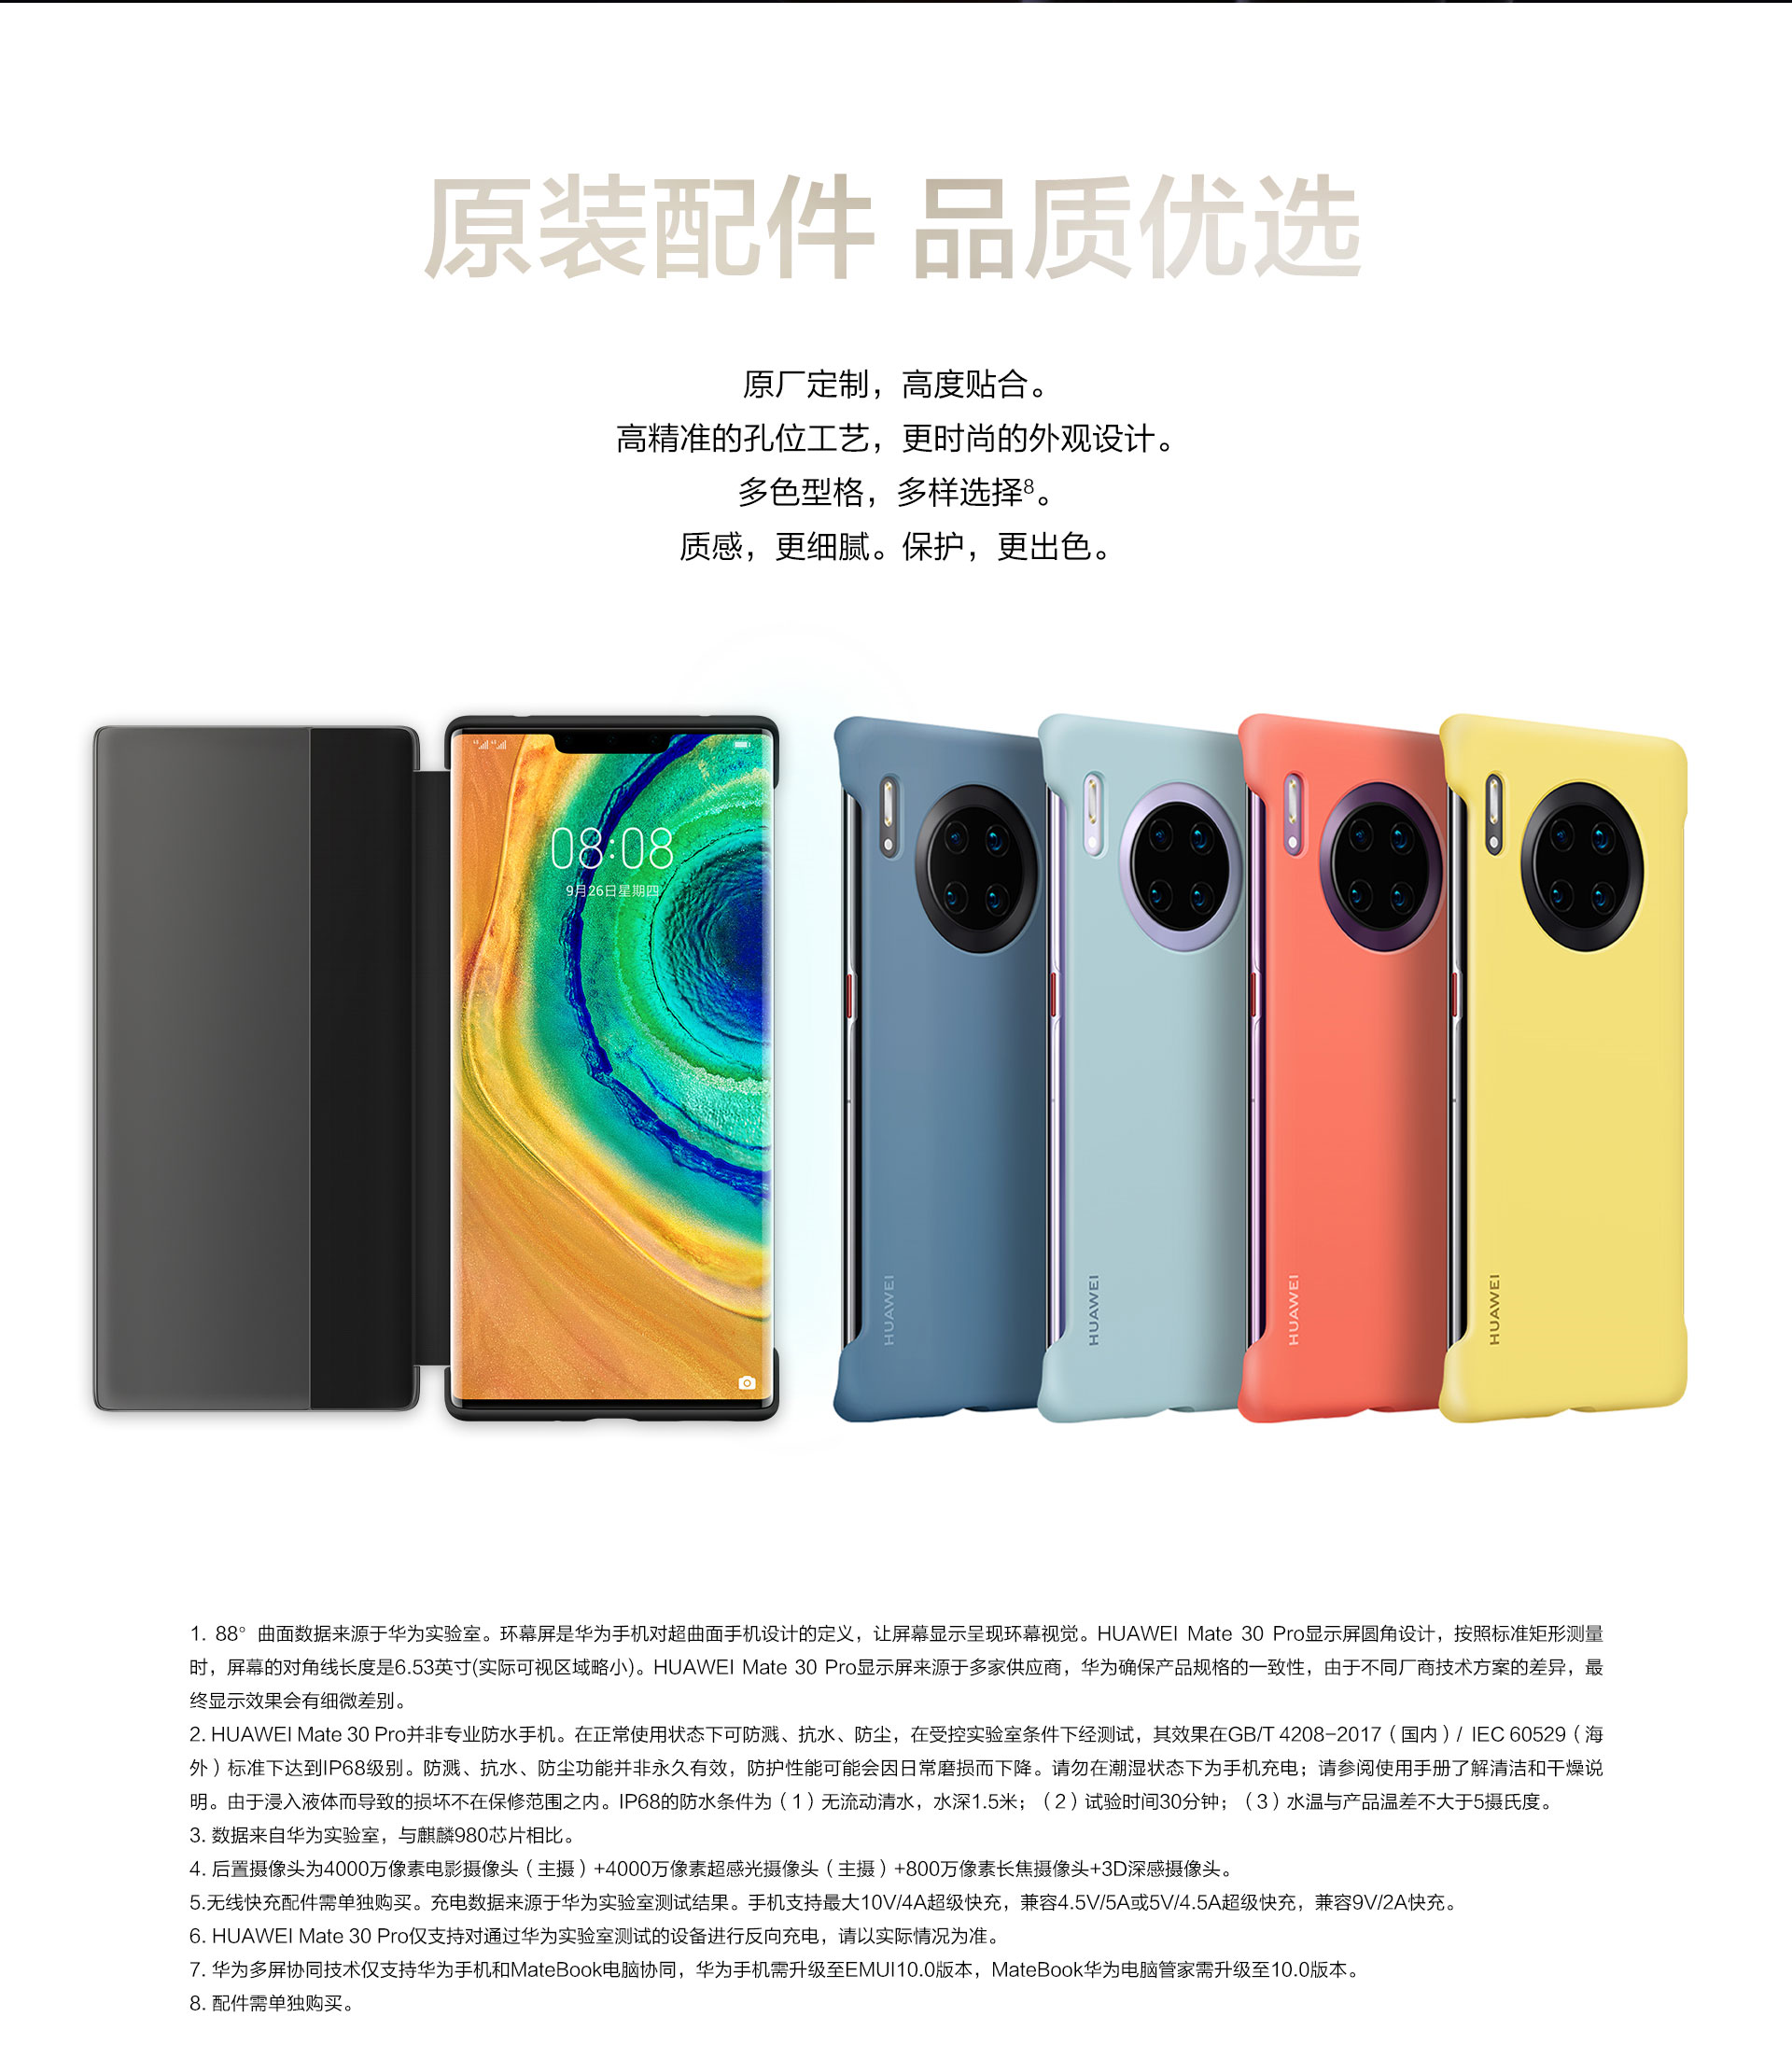 原装配件 品质优选
原厂定制，高度贴合。
高精准的孔位工艺，更时尚的外观设计。
多色型格，多样选择8。
质感，更细腻。保护，更出色。
4G 4G
08:08
9月26日星期四
HUAWEI
HUAWEI
HUAWEI
HUAWEI
1. 88°曲面数据来源于华为实验室。环幕屏是华为手机对超曲面手机设计的定义，让屏幕显示呈现环幕视觉。HUAWEI Mate 30 Pro显示屏圆角设计，按照标准矩形测量
时，屏幕的对角线长度是6.53英寸(实际可视区域略小)。HUAWEI Mate 30 Pro显示屏来源于多家供应商，华为确保产品规格的一致性，由于不同厂商技术方案的差异，最
终显示效果会有细微差别。
2. HUAWEI Mate 30 Pro并非专业防水手机。在正常使用状态下可防溅、抗水、防尘，在受控实验室条件下经测试，其效果在GB/T 4208-2017（国内）/ IEC 60529（海
外）标准下达到IP68级别。防溅、抗水、防尘功能并非永久有效，防护性能可能会因日常磨损而下降。请勿在潮湿状态下为手机充电；请参阅使用手册了解清洁和干燥说
明。由于浸入液体而导致的损坏不在保修范围之内。IP68的防水条件为（1）无流动清水，水深1.5米；（2）试验时间30分钟；（3）水温与产品温差不大于5摄氏度。
3. 数据来自华为实验室，与麒麟980芯片相比。
4. 后置摄像头为4000万像素电影摄像头（主摄）+4000万像素超感光摄像头（主摄）+800万像素长焦摄像头+3D深感摄像头。
5.无线快充配件需单独购买。充电数据来源于华为实验室测试结果。手机支持最大10V/4A超级快充，兼容4.5V/5A或5V/4.5A超级快充，兼容9V/2A快充。
6. HUAWEI Mate 30 Pro仅支持对通过华为实验室测试的设备进行反向充电，请以实际情况为准。
7. 华为多屏协同技术仅支持华为手机和MateBook电脑协同，华为手机需升级至EMUI10.0版本，MateBook华为电脑管家需升级至10.0版本。
8. 配件需单独购买。